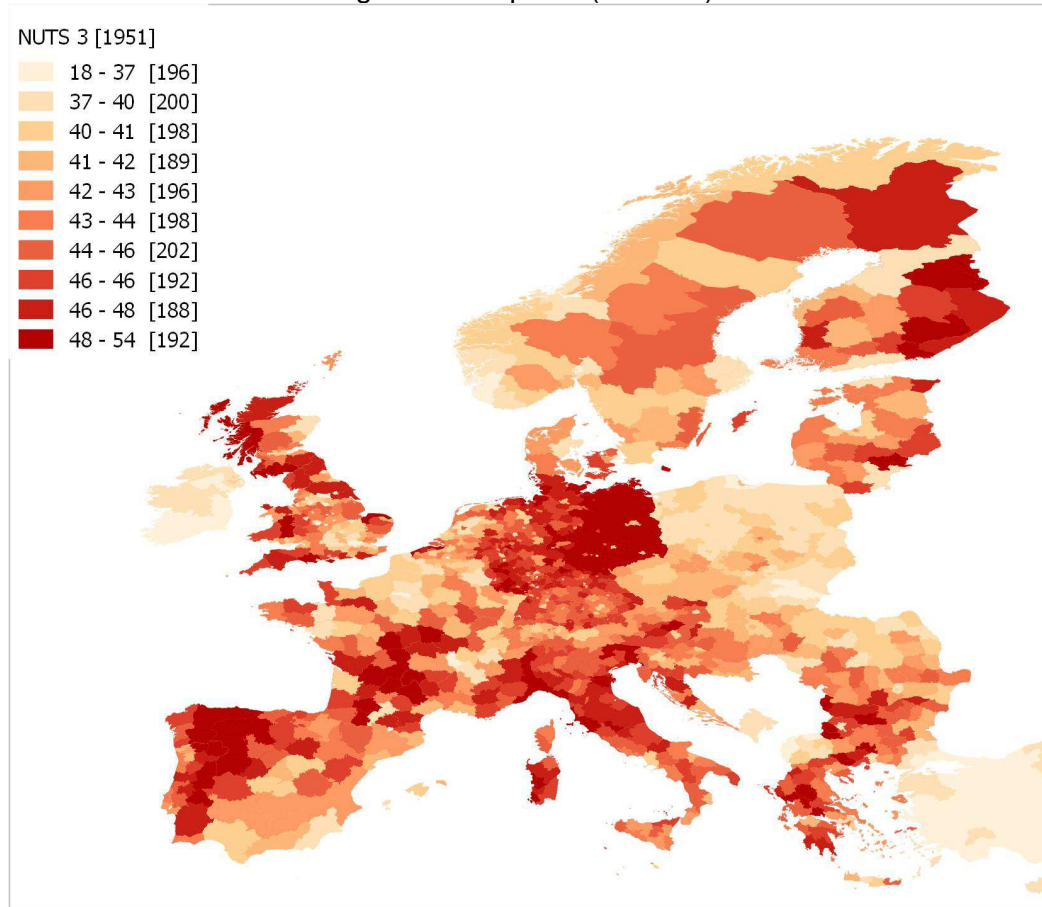 NUTS 3 [1951]
18 - 37 [196]
37 - 40 [200]
40 - 41 [198]
41 - 42 [189]
42 - 43 [196]
43 - 44 [198]
44 - 46 [202]
46 - 46 [192]
46 - 48 [188]
48 - 54 [192]